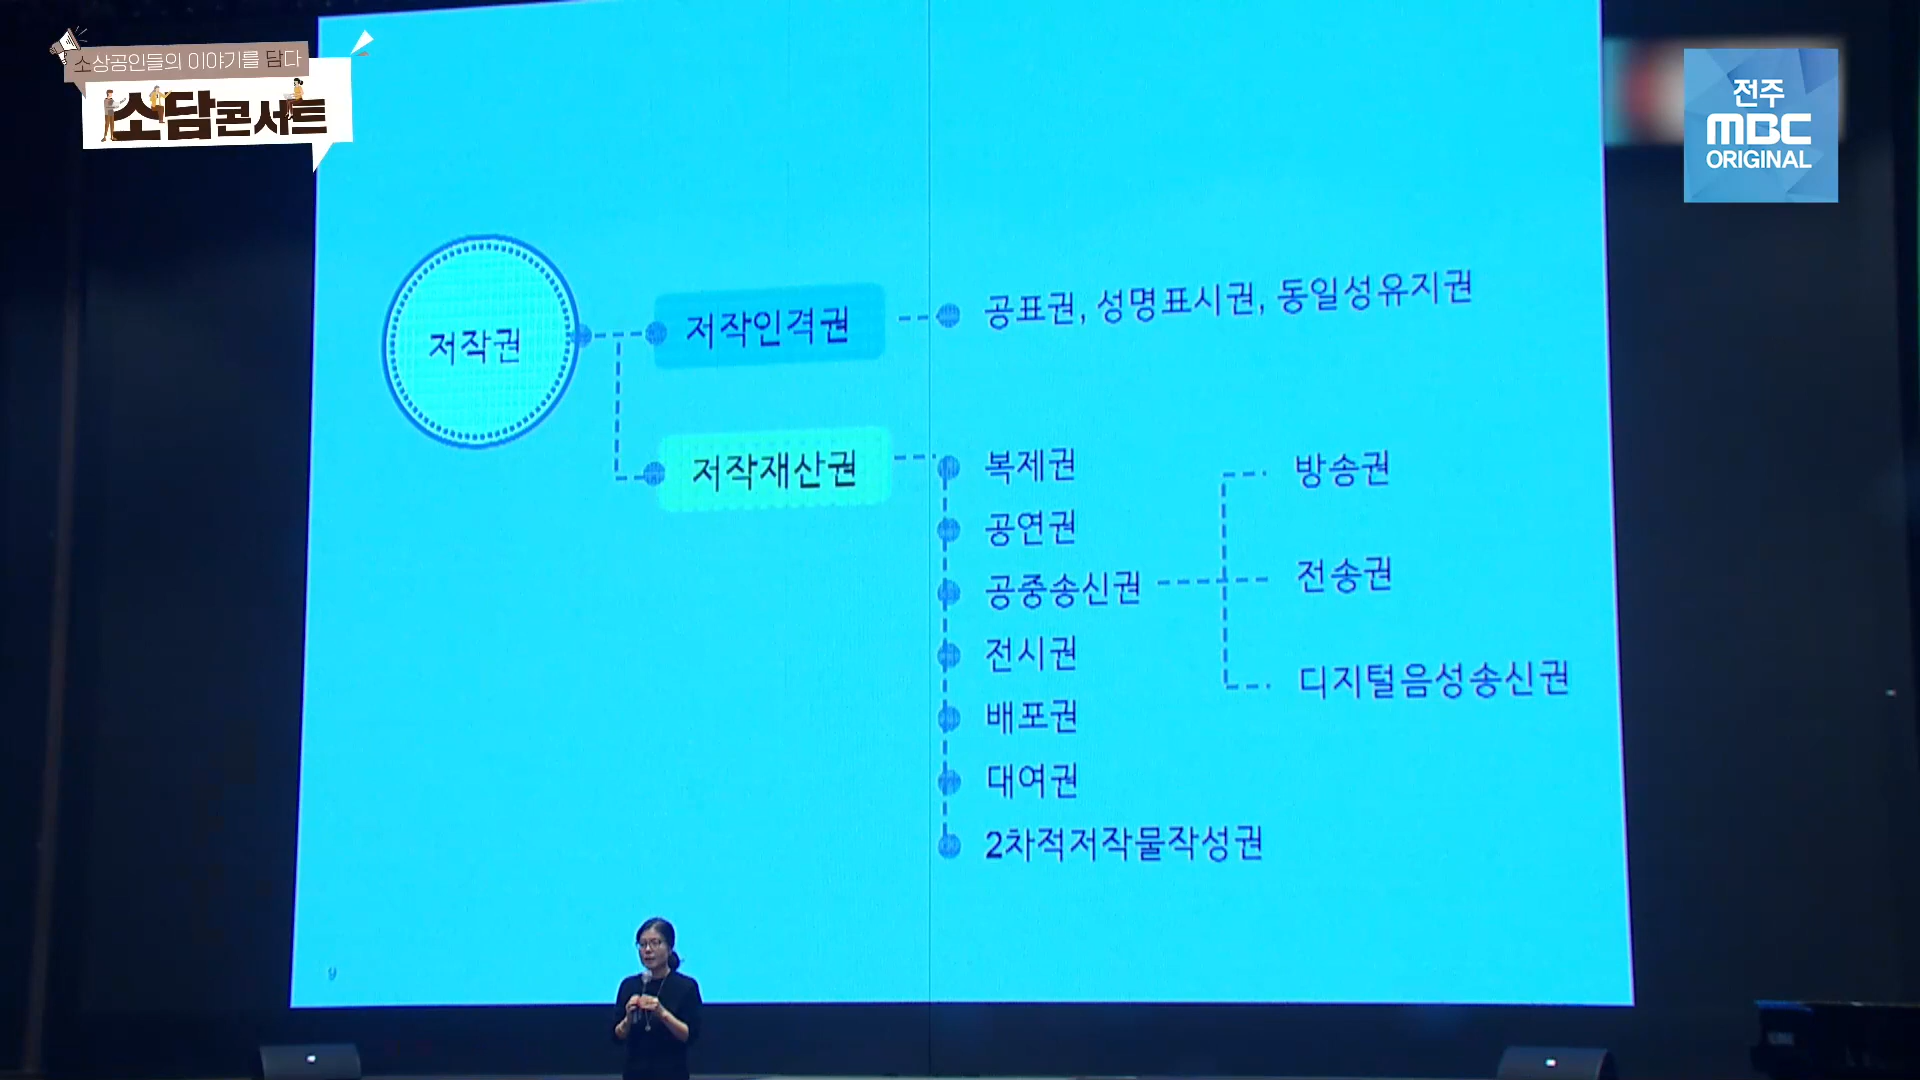 소상공인들의 이야기를 담다
소담콘서트
전주
MBC
ORIGINAL
저작권
저작인격권
공표권, 성명표시권, 동일성유지권
저작재산권
복제권
공연권
공중송신권
전시권
배포권
대여권
2차적저작물작성권
방송권
전송권
디지털음성송신권
9